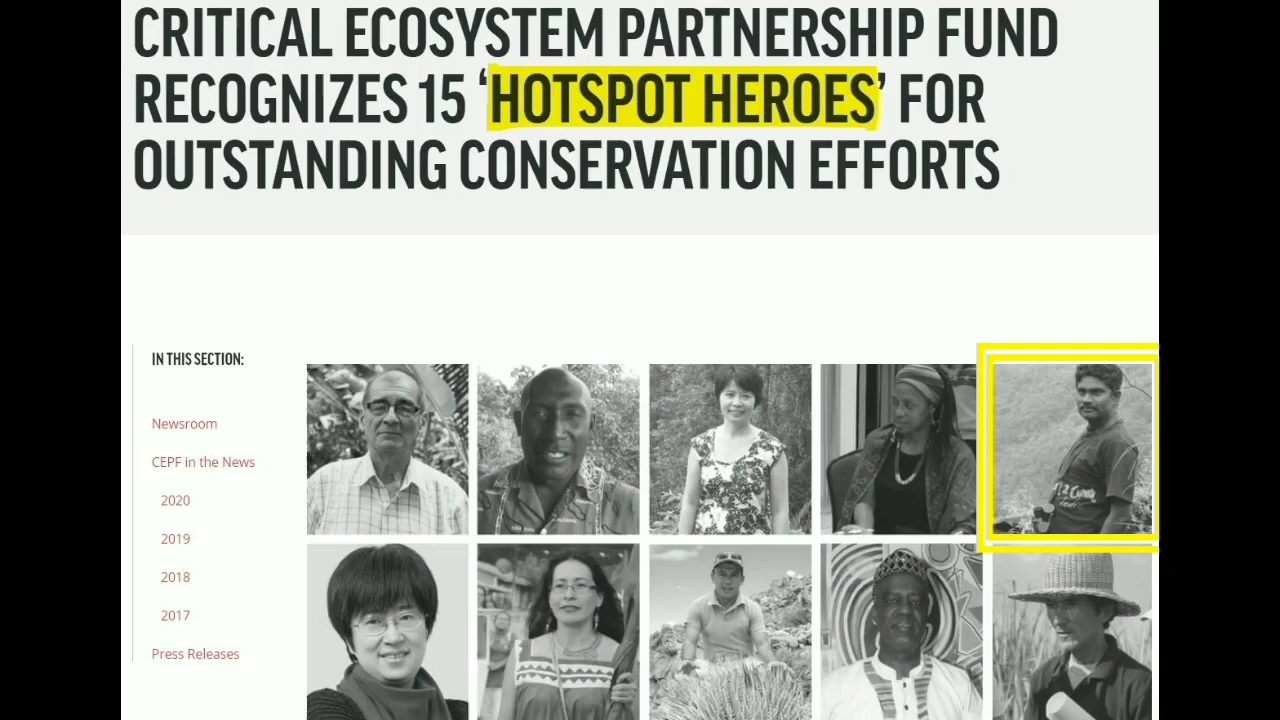 CRITICAL ECOSYSTEM PARTNERSHIP FUND
RECOGNIZES 15 ‘HOTSPOT HEROES’ FOR
OUTSTANDING CONSERVATION EFFORTS
IN THIS SECTION:
Newsroom
CEPF in the News
2020
2019
2018
2017
Press Releases